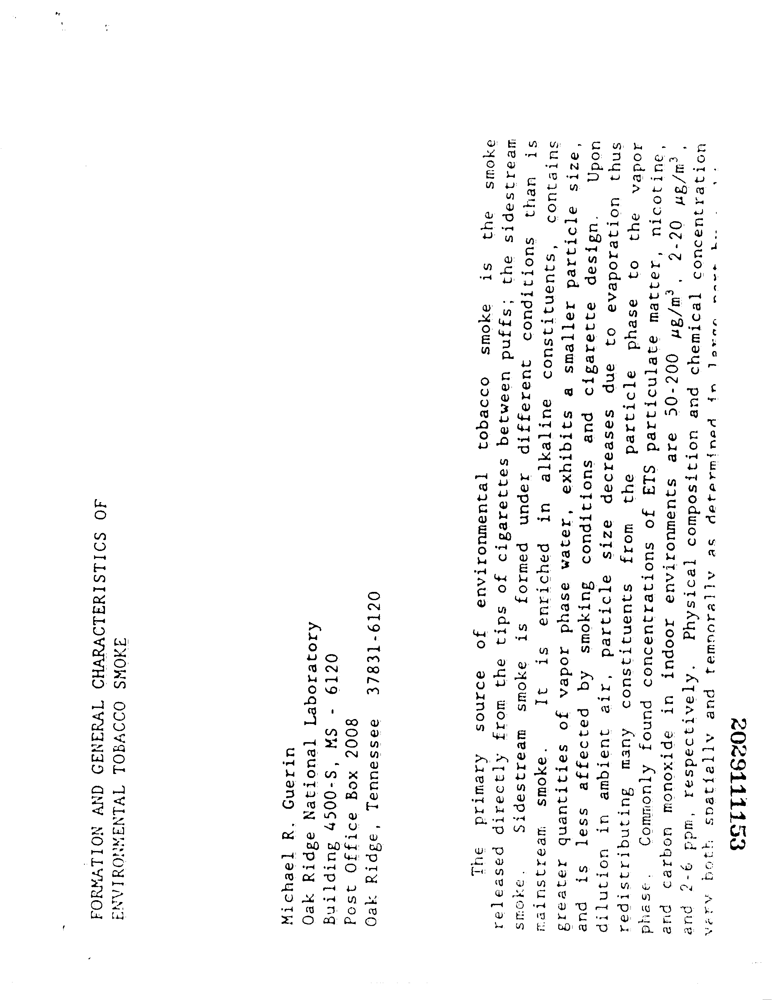 FORMATION AND GENERAL CHARACTERISTICS OF
ENVIRONMENTAL TOBACCO SMOKE
Michael R. Guerin
Oak Ridge National Laboratory
Building 4500-S, MS - 6120
Post Office Box 2008
Oak Ridge, Tennessee 37831-6120
The primary source of environmental tobacco smoke is the smoke
released directly from the tips of cigarettes between puffs; the sidestream
smoke. Sidestream smoke is formed under different conditions than is
mainstream smoke. It is enriched in alkaline constituents, contains
greater quantities of vapor phase water, exhibits a smaller particle size,
and is less affected by smoking conditions and cigarette design. Upon
dilution in ambient air, particle size decreases due to evaporation thus
redistributing many constituents from the particle phase to the vapor
phase. Commonly found concentrations of ETS particulate matter, nicotine,
and carbon monoxide in indoor environments are 50-200 µg/m³, 2-20 µg/m³,
and 2-6 ppm, respectively. Physical composition and chemical concentration
vary both spatially and temporally as determined in large part
2029111153